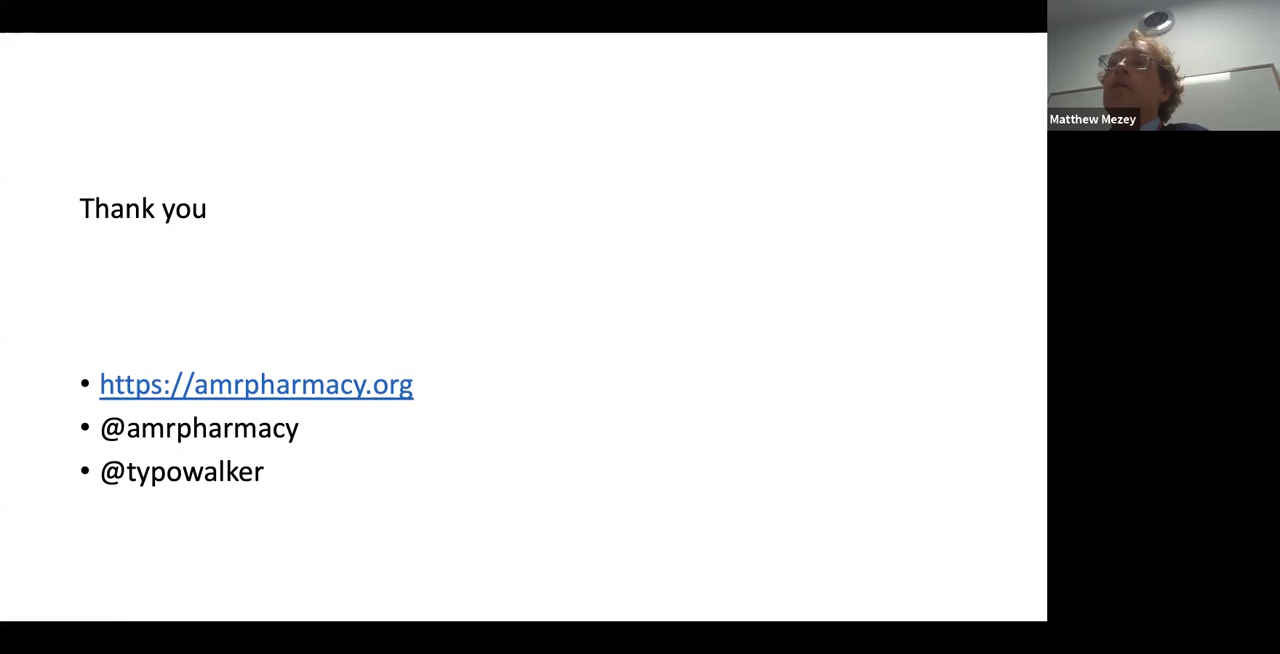 Thank you
• https://amrpharmacy.org
• @amrpharmacy
• @typowalker
Matthew Mezey